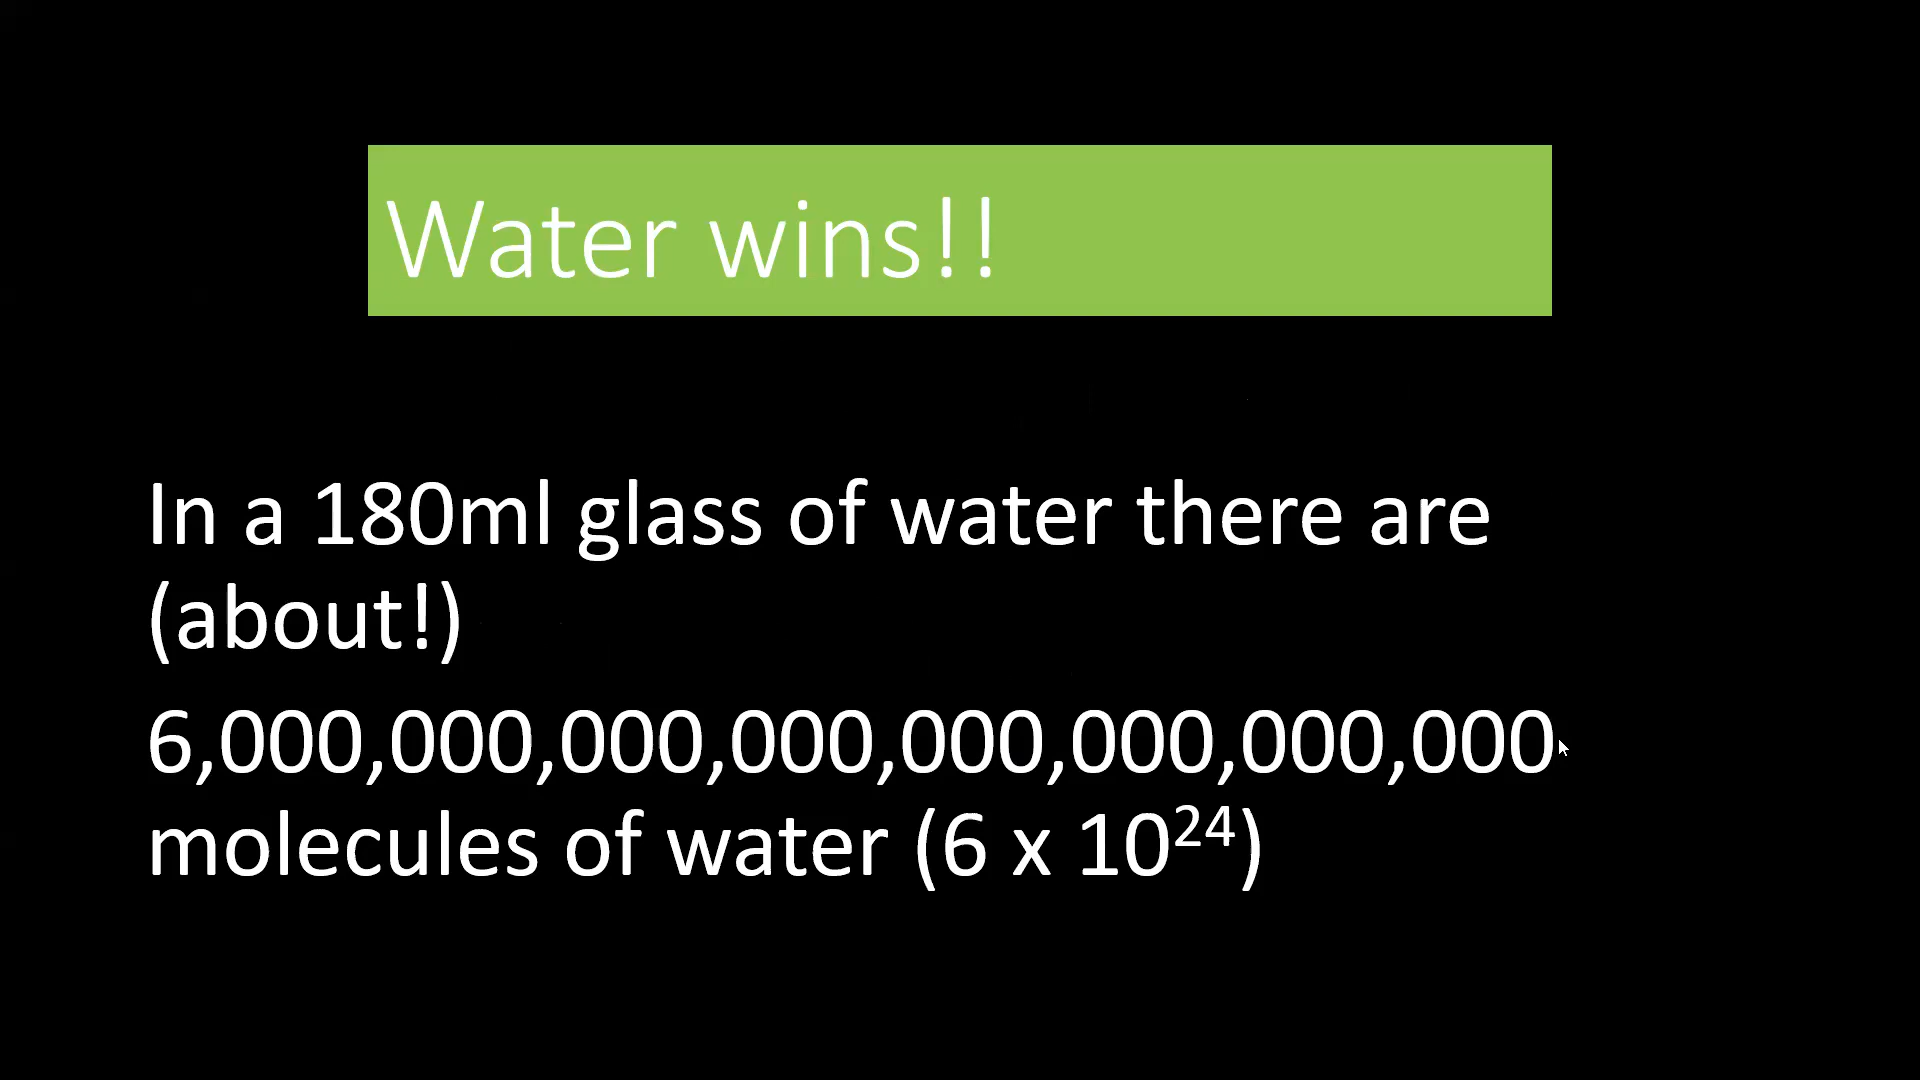 Water wins!!
In a 180ml glass of water there are
(about!)
6,000,000,000,000,000,000,000,000
molecules of water (6 x 10²⁴)